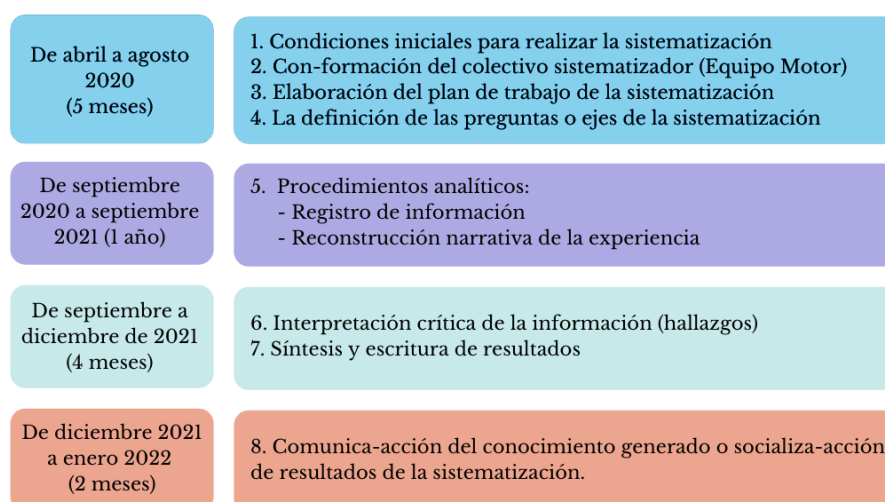 De abril a agosto
2020
(5 meses)
1. Condiciones iniciales para realizar la sistematización
2. Con-formación del colectivo sistematizador (Equipo Motor)
3. Elaboración del plan de trabajo de la sistematización
4. La definición de las preguntas o ejes de la sistematización
De septiembre
2020 a septiembre
2021 (1 año)
5. Procedimientos analíticos:
- Registro de información
- Reconstrucción narrativa de la experiencia
De septiembre a
diciembre de 2021
(4 meses)
6. Interpretación crítica de la información (hallazgos)
7. Síntesis y escritura de resultados
De diciembre 2021
a enero 2022
(2 meses)
8. Comunica-acción del conocimiento generado o socializa-acción
de resultados de la sistematización.